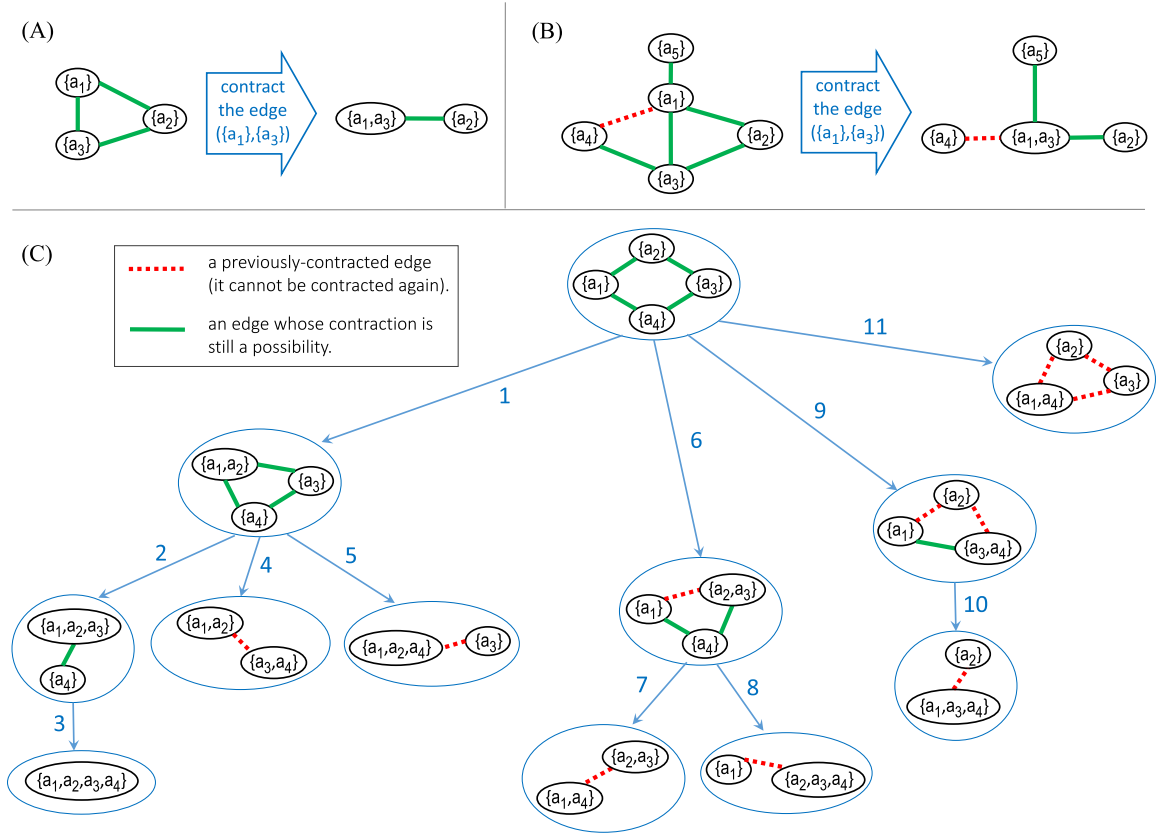 (A)
{a1}
{a2}
{a3}
contract
the edge
({a1},{a3})
{a1,a3}
{a2}
(B)
{a5}
{a1}
{a4}
{a2}
{a3}
contract
the edge
({a1},{a3})
{a5}
{a4}
{a1,a3}
{a2}
(C)
a previously-contracted edge
(it cannot be contracted again).
an edge whose contraction is
still a possibility.
{a2}
{a1}
{a3}
{a4}
1
6
9
11
{a2}
{a3}
{a1,a4}
{a1,a2}
{a3}
{a4}
{a2}
{a1}
{a3,a4}
2
4
5
10
{a1,a2,a3}
{a4}
{a1,a2}
{a3,a4}
{a1,a2,a4}
{a3}
{a1}
{a2,a3}
{a4}
{a2}
{a1,a3,a4}
3
7
8
{a1,a2,a3,a4}
{a2,a3}
{a1,a4}
{a1}
{a2,a3,a4}